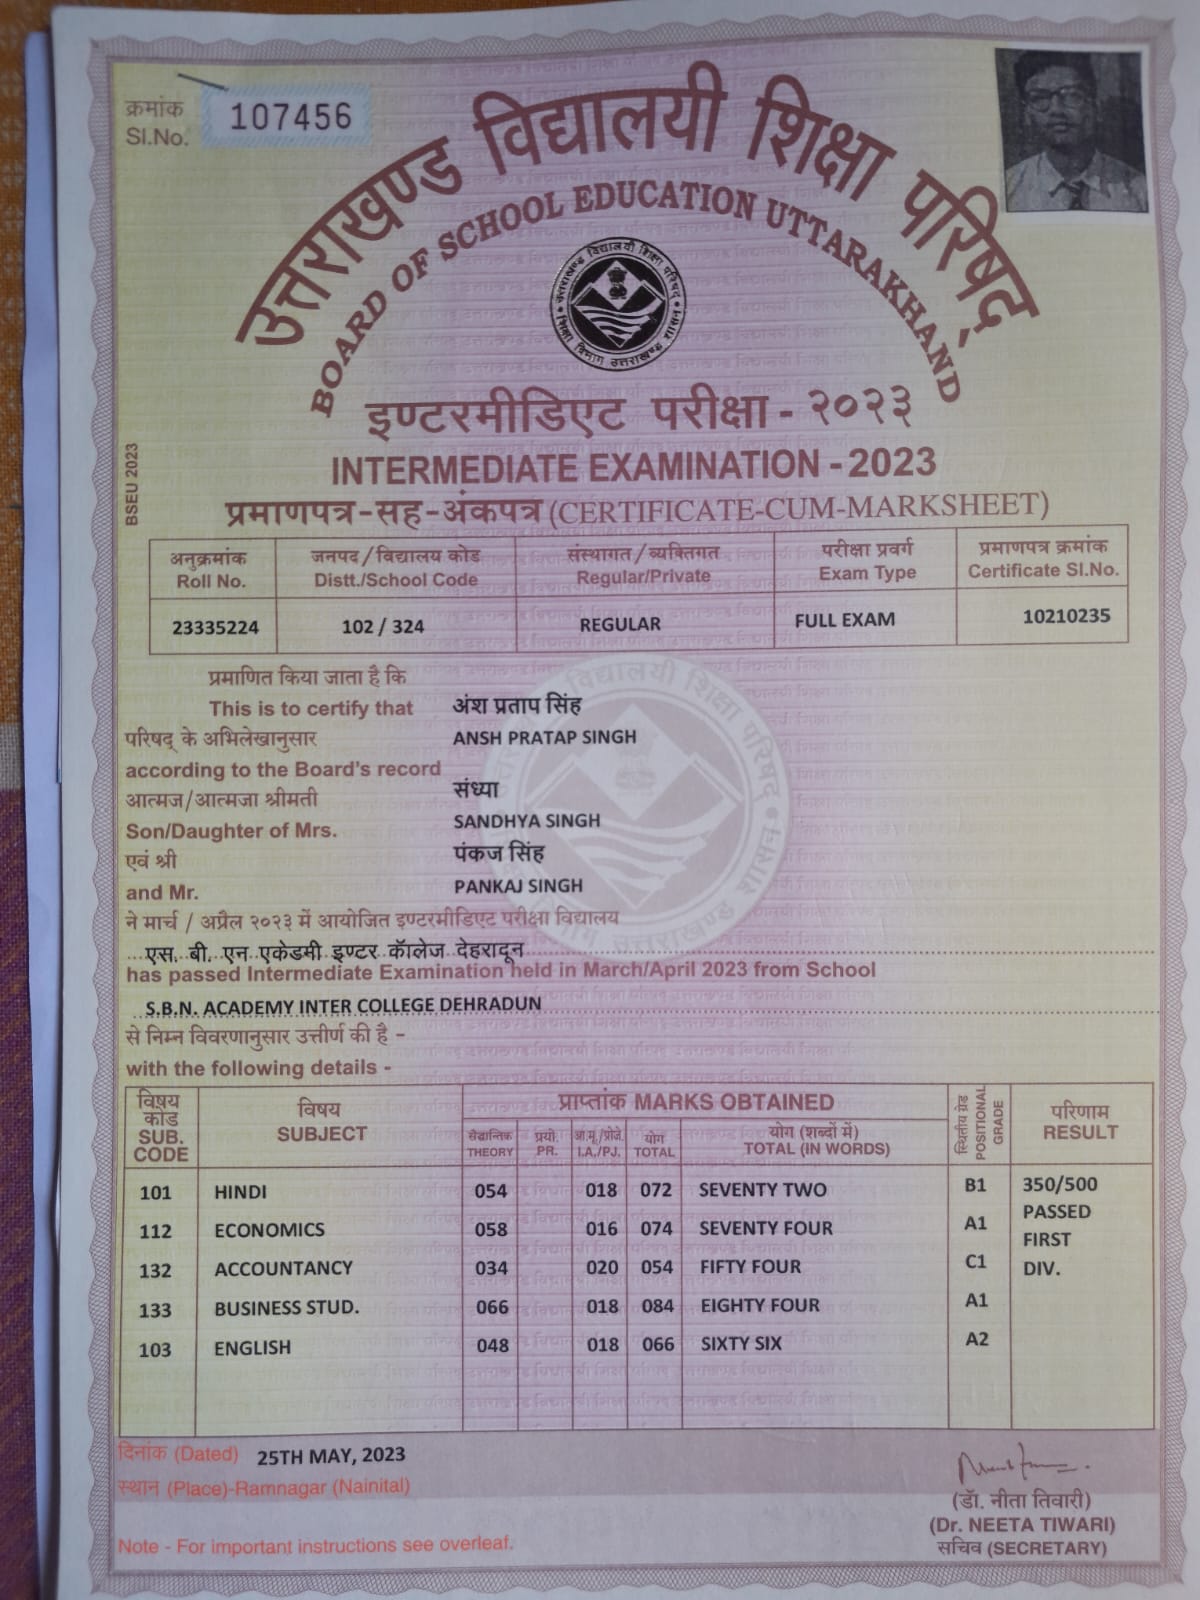 क्रमांक
Sl.No.
107456
उत्तराखण्ड विद्यालयी शिक्षा परिषद्
BOARD OF SCHOOL EDUCATION UTTARAKHAND
उत्तराखण्ड विद्यालयी शिक्षा परिषद्
शिक्षा विभाग उत्तराखण्ड शासन
इण्टरमीडिएट परीक्षा - २०२३
INTERMEDIATE EXAMINATION - 2023
BSEU 2023
प्रमाणपत्र-सह-अंकपत्र (CERTIFICATE-CUM-MARKSHEET)
अनुक्रमांक जनपद/विद्यालय कोड संस्थागत/व्यक्तिगत परीक्षा प्रवर्ग प्रमाणपत्र क्रमांक
Roll No. Distt./School Code Regular/Private Exam Type Certificate Sl.No.
23335224 102 / 324 REGULAR FULL EXAM 10210235
प्रमाणित किया जाता है कि
This is to certify that अंश प्रताप सिंह
परिषद् के अभिलेखानुसार ANSH PRATAP SINGH
according to the Board's record
आत्मज/आत्मजा श्रीमती संध्या
Son/Daughter of Mrs. SANDHYA SINGH
एवं श्री पंकज सिंह
and Mr. PANKAJ SINGH
ने मार्च / अप्रैल २०२३ में आयोजित इण्टरमीडिएट परीक्षा विद्यालय
एस. बी. एन. एकेडमी इण्टर कॅालेज देहरादून
has passed Intermediate Examination held in March/April 2023 from School
S.B.N. ACADEMY INTER COLLEGE DEHRADUN
से निम्न विवरणानुसार उत्तीर्ण की है -
with the following details -
विषय कोड विषय प्राप्तांक MARKS OBTAINED स्थितीय ग्रेड परिणाम
SUB. CODE SUBJECT POSITIONAL GRADE RESULT
सैद्धान्तिक प्रयो. आ.मू./प्रोजे. योग योग (शब्दों में)
THEORY PR. I.A./PJ. TOTAL TOTAL (IN WORDS)
101 HINDI 054 018 072 SEVENTY TWO B1 350/500
112 ECONOMICS 058 016 074 SEVENTY FOUR A1 PASSED
132 ACCOUNTANCY 034 020 054 FIFTY FOUR C1 FIRST
133 BUSINESS STUD. 066 018 084 EIGHTY FOUR A1 DIV.
103 ENGLISH 048 018 066 SIXTY SIX A2
दिनांक (Dated) 25TH MAY, 2023
स्थान (Place)-Ramnagar (Nainital)
(डॅा. नीता तिवारी)
(Dr. NEETA TIWARI)
सचिव (SECRETARY)
Note - For important instructions see overleaf.